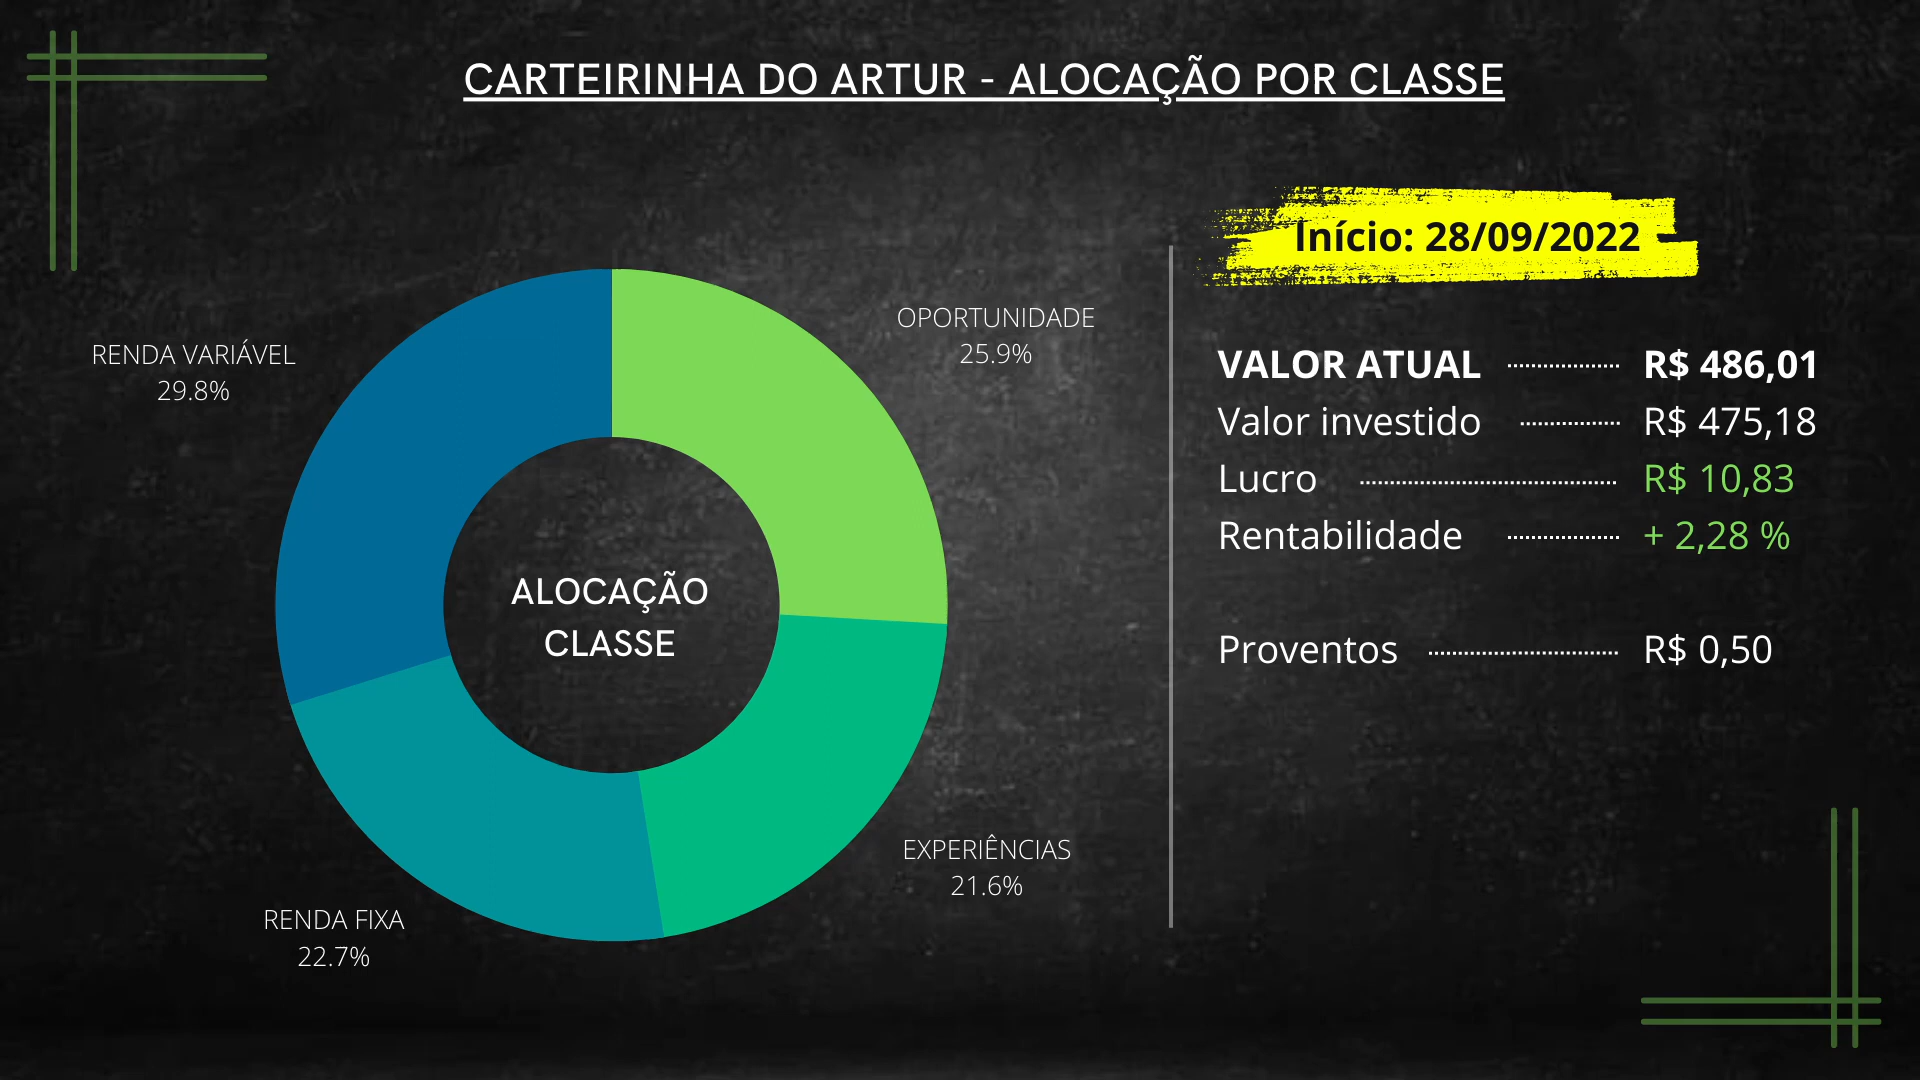 CARTEIRINHA DO ARTUR - ALOCAÇÃO POR CLASSE
RENDA VARIÁVEL
29.8%
OPORTUNIDADE
25.9%
ALOCAÇÃO
CLASSE
EXPERIÊNCIAS
21.6%
RENDA FIXA
22.7%
Início: 28/09/2022
VALOR ATUAL R$ 486,01
Valor investido R$ 475,18
Lucro R$ 10,83
Rentabilidade + 2,28 %
Proventos R$ 0,50